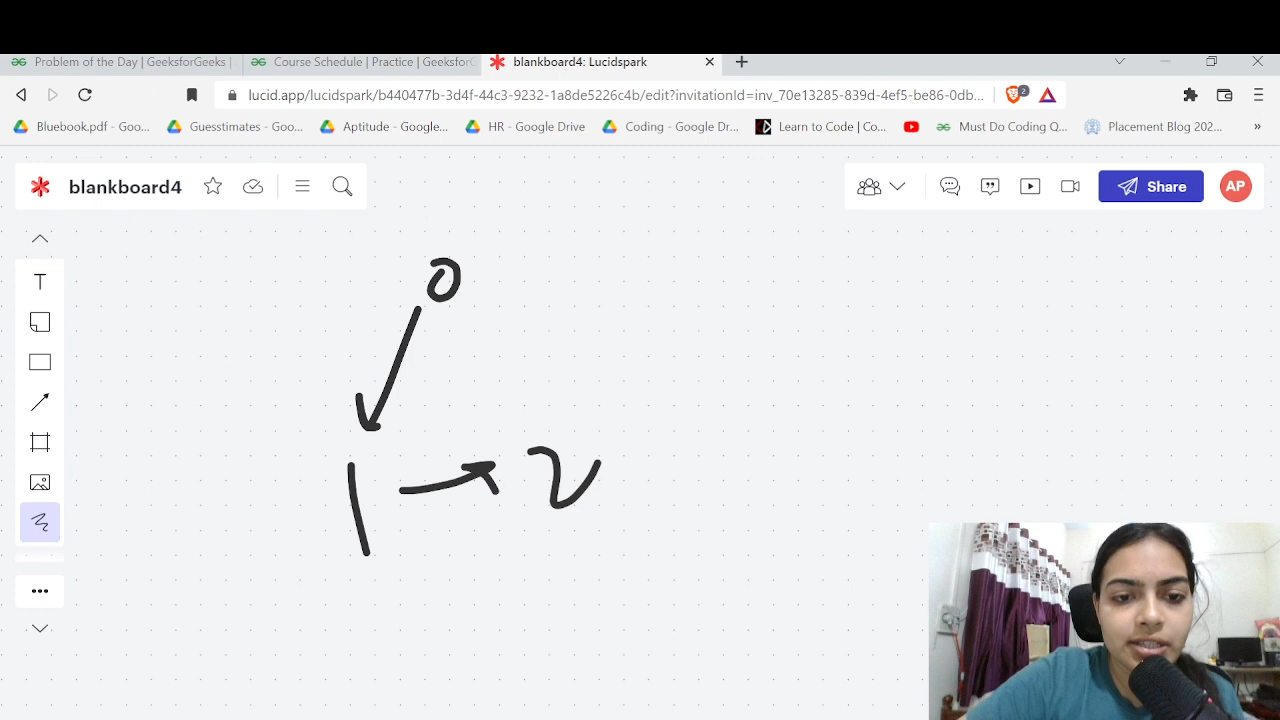 Problem of the Day | GeeksforGeeks |
Course Schedule | Practice | GeeksforG
blankboard4: Lucidspark
lucid.app/lucidspark/b440477b-3d4f-44c3-9232-1a8de5226c4b/edit?invitationId=inv_70e13285-839d-4ef5-be86-0db...
2
Bluebook.pdf - Goo...
Guesstimates - Goo...
Aptitude - Google...
HR - Google Drive
Coding - Google Dr...
Learn to Code | Co...
Must Do Coding Q...
Placement Blog 202...
»
blankboard4
Share
AP
T
0
1 → 2